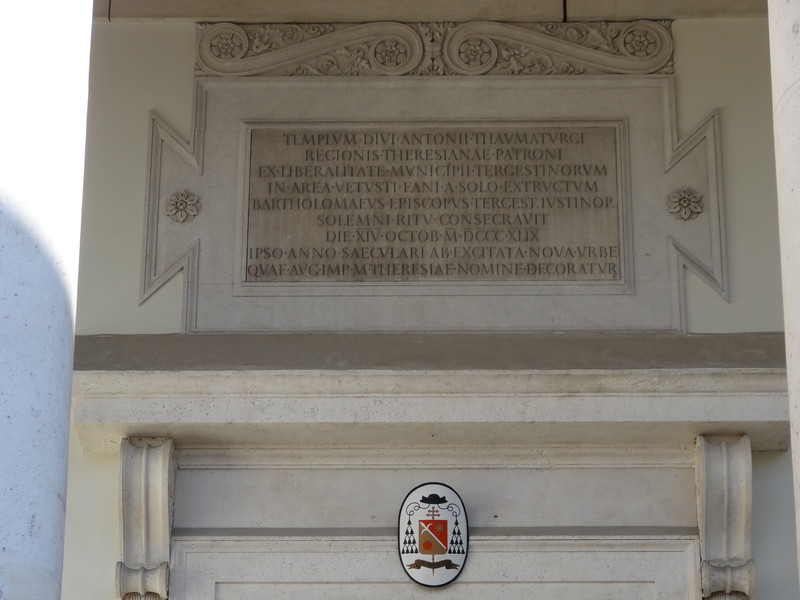 TEMPLVM·DIVI·ANTONII·THAVMATVRGI
REGIONIS·THERESIANAE·PATRONI
EX·LIBERALITATE·MVNICIPII·TERGESTINORVM
IN·AREA·VETVSTI·FANI·A·SOLO·EXTRVCTVM
BARTHOLOMAEVS·EPISCOPVS·TERGEST.IVSTINOP.
SOLEMNI·RITV·CONSECRAVIT
DIE·XIV·OCTOB·M·DCCC·XLIX
IPSO·ANNO·SAECVLARI·AB·EXCITATA·NOVA·VRBE
QVAE·AVG·IMP·M·THERESIAE·NOMINE·DECORATVR